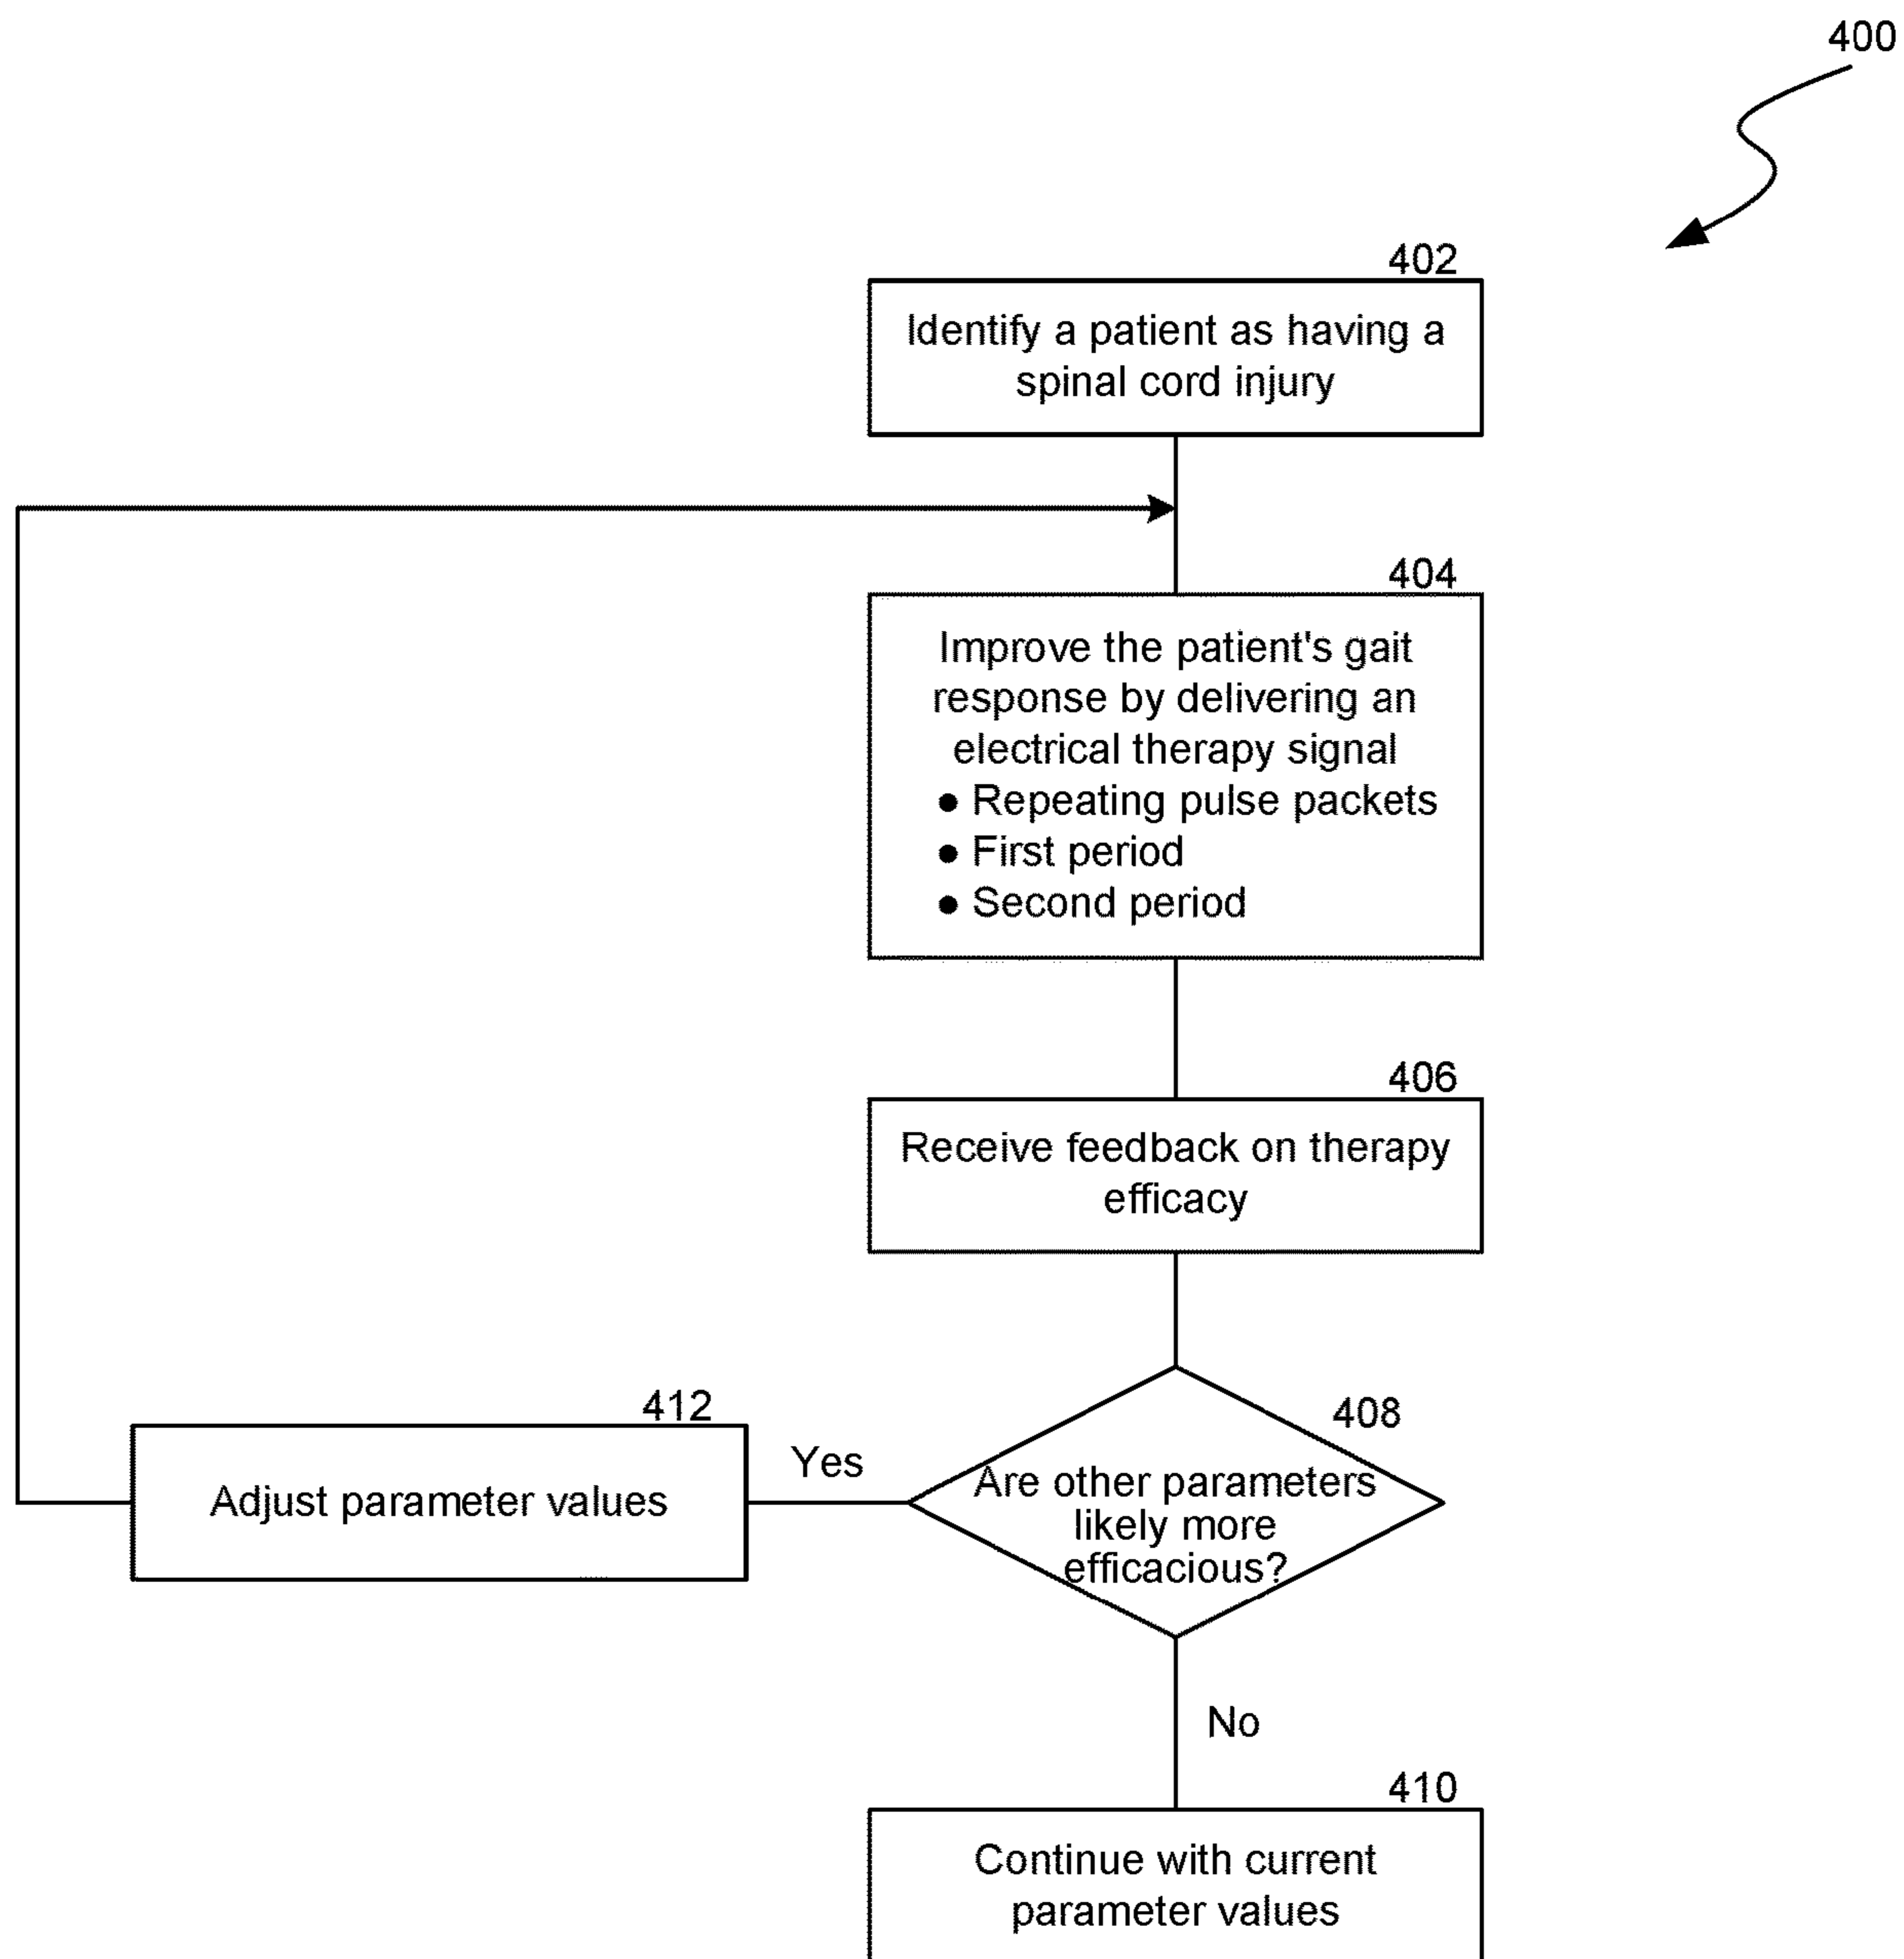 400
402
Identify a patient as having a
spinal cord injury
404
Improve the patient's gait
response by delivering an
electrical therapy signal
● Repeating pulse packets
● First period
● Second period
406
Receive feedback on therapy
efficacy
408
Are other parameters
likely more
efficacious?
Yes
412
Adjust parameter values
No
410
Continue with current
parameter values